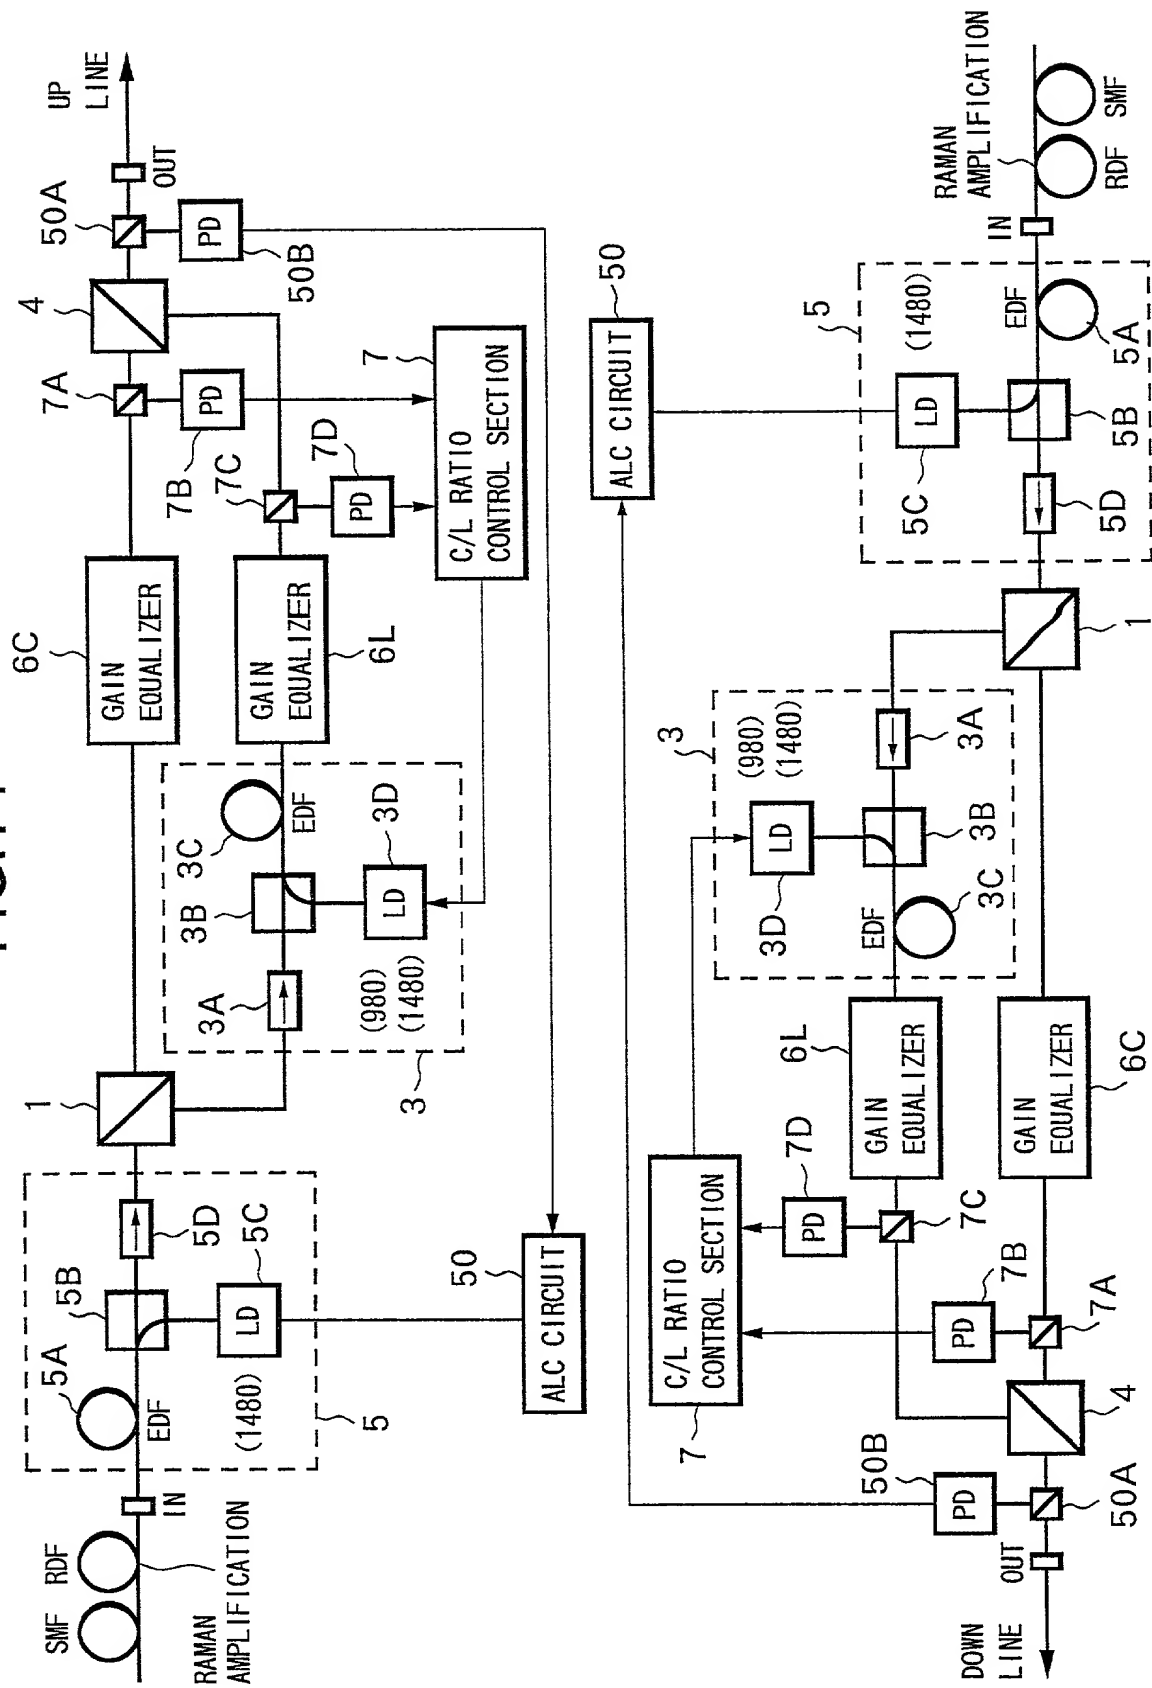 UP
LINE
OUT
50A
PD
50B
4
7A
PD
7B
7C
7D
PD
7
C/L RATIO
CONTROL SECTION
6C
GAIN
EQUALIZER
GAIN
EQUALIZER
6L
3C
EDF
3D
3B
LD
3A
(980)
(1480)
3
1
5D
5C
5B
LD
5A
EDF
(1480)
5
50
ALC CIRCUIT
IN
RDF
SMF
RAMAN
AMPLIFICATION
RAMAN
AMPLIFICATION
SMF
RDF
IN
50
ALC CIRCUIT
5
(1480)
EDF
5A
LD
5B
5C
5D
1
3
(980)
(1480)
3A
LD
3B
3D
EDF
3C
6L
GAIN
EQUALIZER
GAIN
EQUALIZER
6C
7D
PD
7C
C/L RATIO
CONTROL SECTION
7
7B
PD
7A
4
50B
PD
50A
OUT
DOWN
LINE